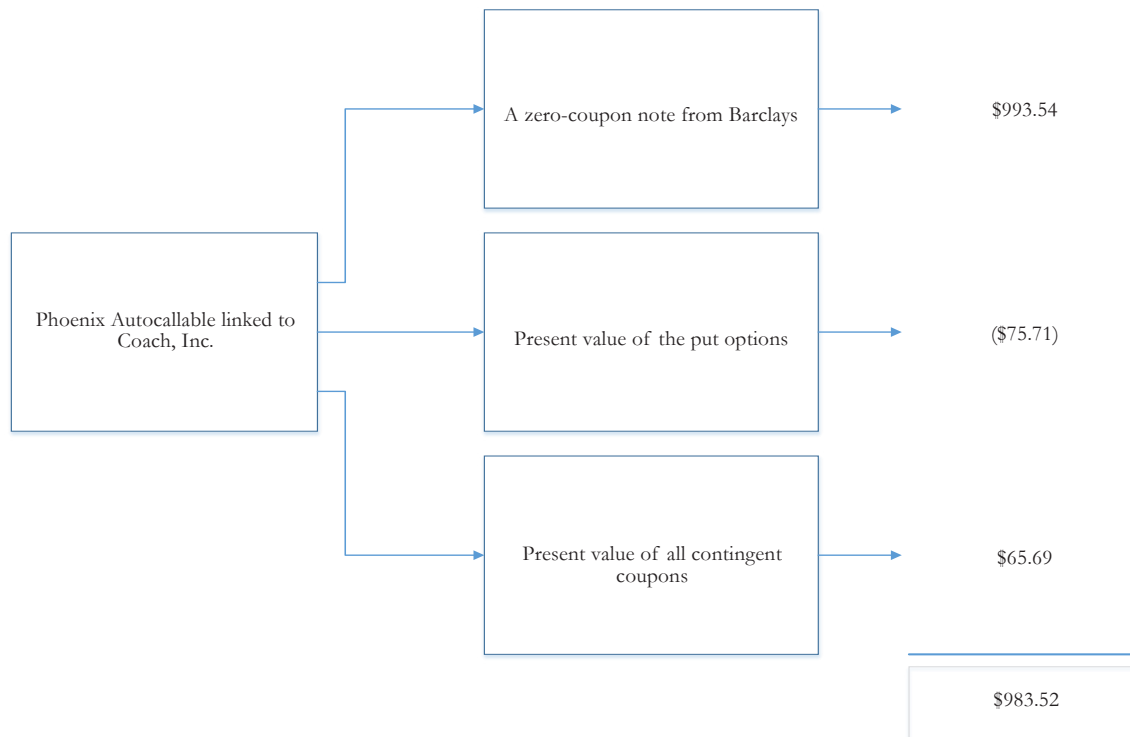 A zero-coupon note from Barclays
$993.54
Phoenix Autocallable linked to
Coach, Inc.
Present value of the put options
($75.71)
Present value of all contingent
coupons
$65.69
$983.52